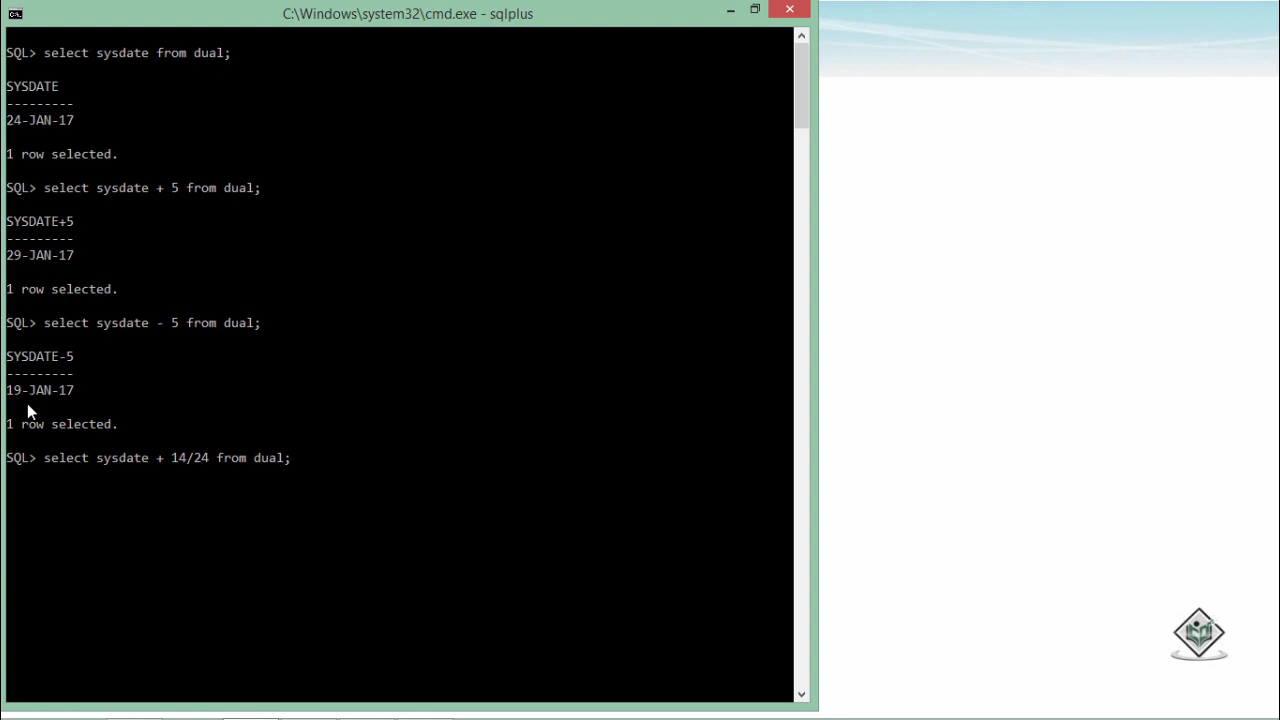 C:\Windows\system32\cmd.exe - sqlplus
SQL> select sysdate from dual;
SYSDATE
---------
24-JAN-17
1 row selected.
SQL> select sysdate + 5 from dual;
SYSDATE+5
---------
29-JAN-17
1 row selected.
SQL> select sysdate - 5 from dual;
SYSDATE-5
---------
19-JAN-17
1 row selected.
SQL> select sysdate + 14/24 from dual;